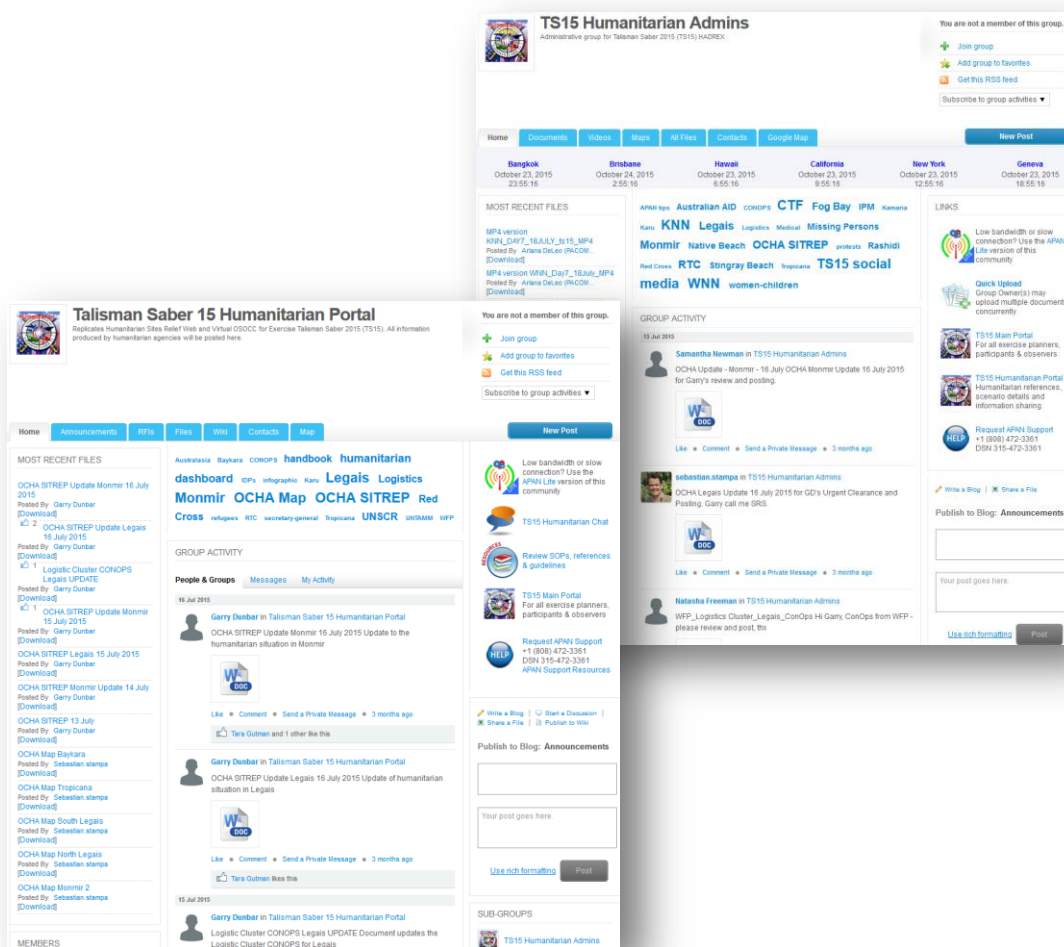 TS15 Humanitarian Admins
Administrative group for Talisman Saber 2015 (TS15) HADREX
You are not a member of this group.
Join group
Add group to favorites
Get this RSS feed
Subscribe to group activities ▼
Home Documents Videos Maps All Files Contacts Google Map
New Post
Bangkok Brisbane Hawaii California New York Geneva
October 23, 2015 October 24, 2015 October 23, 2015 October 23, 2015 October 23, 2015 October 23, 2015
23:55:16 2:55:16 6:55:16 9:55:16 12:55:16 18:55:16
MOST RECENT FILES
MP4 version
KNN_DAY7_18JULY_ts15_
MP4
Posted By Ariana DeLeo (PACOM...
[Download]
MP4 version WNN_Day7_18July_MP4
Posted By Ariana DeLeo (PACOM...
[Download]
APAN tips Australian AID CONOPS CTF Fog Bay IPM Kamaria
Karu KNN Legais Logistics Medical Missing Persons
Monmir Native Beach OCHA SITREP protests Rashidi
Red Cross RTC Stingray Beach Tropicana TS15 social
media WNN women-children
GROUP ACTIVITY
15 Jul 2015
Samantha Newman in TS15 Humanitarian Admins
OCHA Update - Monmir - 16 July OCHA Monmir Update 16 July 2015
for Garry's review and posting.
DOC
Like Comment Send a Private Message 3 months ago
sebastian.stampa in TS15 Humanitarian Admins
OCHA Legais Update 16 July 2015 for GD's Urgent Clearance and
Posting. Garry call me SRS.
DOC
Like Comment Send a Private Message 3 months ago
Natasha Freeman in TS15 Humanitarian Admins
WFP_Logistics Cluster_Legais_ConOps Hi Garry, ConOps from WFP -
please review and post, thx
LINKS
Low bandwidth or slow
connection? Use the APAN
Lite version of this
community
Quick Upload
Group Owner(s) may
upload multiple document
concurrently
TS15 Main Portal
For all exercise planners,
participants & observers
TS15 Humanitarian Portal
Humanitarian references,
scenario details and
information sharing
HELP
Request APAN Support
+1 (808) 472-3361
DSN 315-472-3361
Write a Blog | Share a File
Publish to Blog: Announcements
Your post goes here.
Use rich formatting Post
Talisman Saber 15 Humanitarian Portal
Replicates Humanitarian Sites Relief Web and Virtual OSOCC for Exercise Talisman Saber 2015 (TS15). All information
produced by humanitarian agencies will be posted here.
You are not a member of this group.
Join group
Add group to favorites
Get this RSS feed
Subscribe to group activities ▼
Home Announcements RFIs Files Wiki Contacts Map
New Post
MOST RECENT FILES
OCHA SITREP Update Monmir 16 July
2015
Posted By Garry Dunbar
[Download]
2
OCHA SITREP Update Legais
16 July 2015
Posted By Garry Dunbar
[Download]
1
Logistic Cluster CONOPS
Legais UPDATE
Posted By Garry Dunbar
[Download]
1
OCHA SITREP Update Monmir
15 July 2015
Posted By Garry Dunbar
[Download]
OCHA SITREP Legais 15 July 2015
Posted By Garry Dunbar
[Download]
OCHA SITREP Monmir Update 14 July
Posted By Garry Dunbar
[Download]
OCHA SITREP 13 July
Posted By Garry Dunbar
[Download]
OCHA Map Baykara
Posted By Sebastian.stampa
[Download]
OCHA Map Tropicana
Posted By Sebastian.stampa
[Download]
OCHA Map South Legais
Posted By Sebastian.stampa
[Download]
OCHA Map North Legais
Posted By Sebastian.stampa
[Download]
OCHA Map Monmir 2
Posted By Sebastian.stampa
[Download]
MEMBERS
Australasia Baykara CONOPS handbook humanitarian
dashboard IDPs infographic Karu Legais Logistics
Monmir OCHA Map OCHA SITREP Red
Cross refugees RTC secretary-general Tropicana UNSCR UNTAMM WFP
GROUP ACTIVITY
People & Groups Messages My Activity
16 Jul 2015
Garry Dunbar in Talisman Saber 15 Humanitarian Portal
OCHA SITREP Update Monmir 16 July 2015 Update to the
humanitarian situation in Monmir
DOC
Like Comment Send a Private Message 3 months ago
Tara Gutman and 1 other like this
Garry Dunbar in Talisman Saber 15 Humanitarian Portal
OCHA SITREP Update Legais 16 July 2015 Update of humanitarian
situation in Legais
DOC
Like Comment Send a Private Message 3 months ago
Tara Gutman likes this
15 Jul 2015
Garry Dunbar in Talisman Saber 15 Humanitarian Portal
Logistic Cluster CONOPS Legais UPDATE Document updates the
Logistic Cluster CONOPS for Legais
Low bandwidth or slow
connection? Use the
APAN Lite version of this
community
TS15 Humanitarian Chat
RESOURCES
Review SOPs, references
& guidelines
TS15 Main Portal
For all exercise planners,
participants & observers
HELP
Request APAN Support
+1 (808) 472-3361
DSN 315-472-3361
APAN Support Resources
Write a Blog | Start a Discussion |
Share a File | Publish to Wiki
Publish to Blog: Announcements
Your post goes here.
Use rich formatting Post
SUB-GROUPS
TS15 Humanitarian Admins